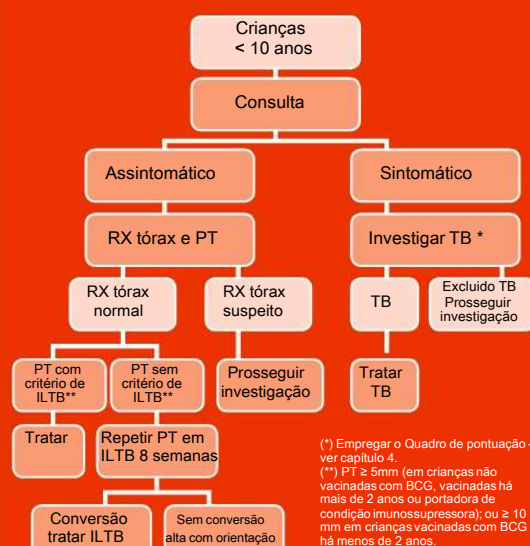 Crianças
< 10 anos
Consulta
Assintomático
Sintomático
RX tórax e PT
Investigar TB *
RX tórax
normal
RX tórax
suspeito
TB
Excluido TB
Prosseguir
investigação
PT com
critério de
ILTB**
PT sem
critério de
ILTB**
Prosseguir
investigação
Tratar
TB
Tratar
Repetir PT em
ILTB 8 semanas
Conversão
tratar ILTB
Sem conversão
alta com orientação
(*) Empregar o Quadro de pontuação -
ver capítulo 4.
(**) PT ≥ 5mm (em crianças não
vacinadas com BCG, vacinadas há
mais de 2 anos ou portadora de
condição imunossupressora); ou ≥ 10
mm em crianças vacinadas com BCG
há menos de 2 anos.